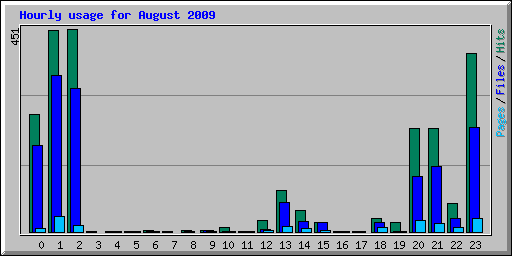 Hourly usage for August 2009
451
Pages / Files / Hits
0 1 2 3 4 5 6 7 8 9 10 11 12 13 14 15 16 17 18 19 20 21 22 23